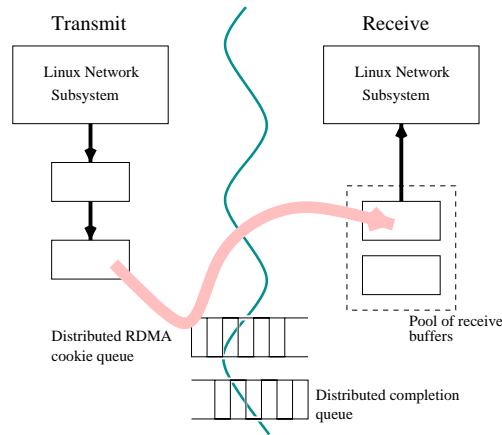 Transmit
Receive
Linux Network
Subsystem
Linux Network
Subsystem
Distributed RDMA
cookie queue
Pool of receive
buffers
Distributed completion
queue